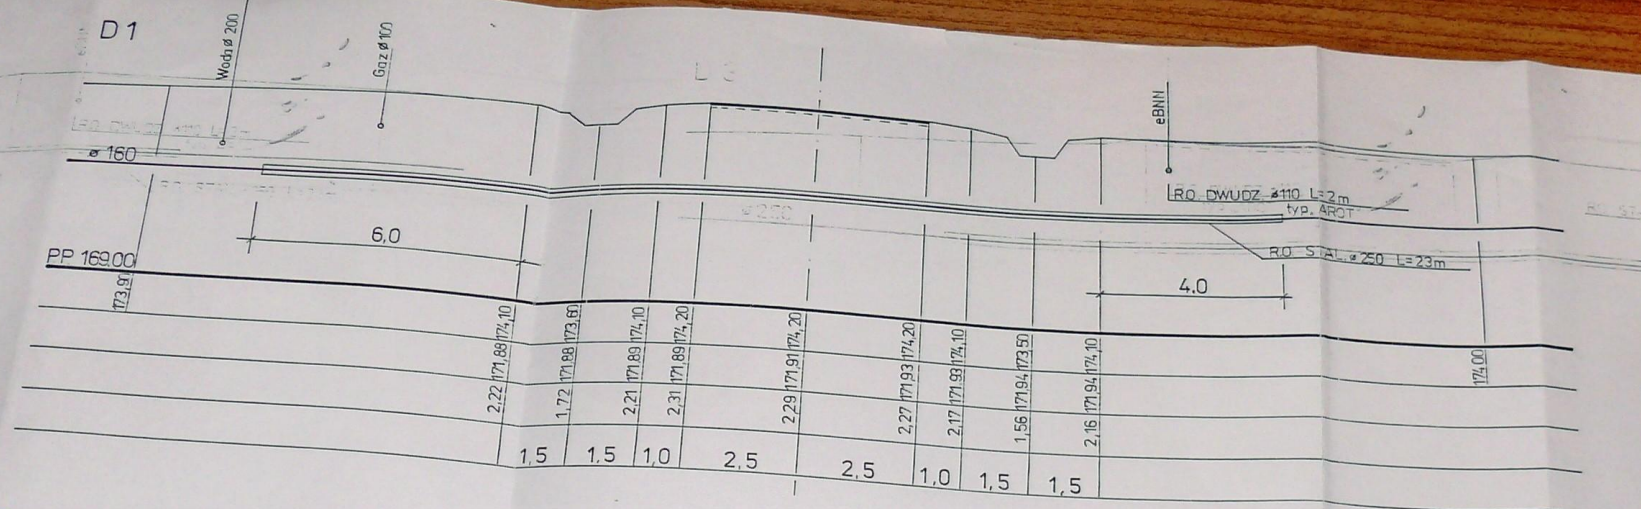 D 1
Woda ø 200
Gaz ø 100
eBNN
ø 160
R.O. DWUDZ ø110 L=2m
typ. AROT
R.O. STAL. ø 250 L=23m
6,0
4.0
PP 169.00
173,90
174,10 173,60 174,10 174,20 174,20 174,20 174,10 173,50 174,10 174,00
171,88 171,88 171,89 171,89 171,91 171,93 171,93 171,94 171,94
2,22 1,72 2,21 2,31 2,29 2,27 2,17 1,56 2,16
1,5 1,5 1,0 2,5 2,5 1,0 1,5 1,5